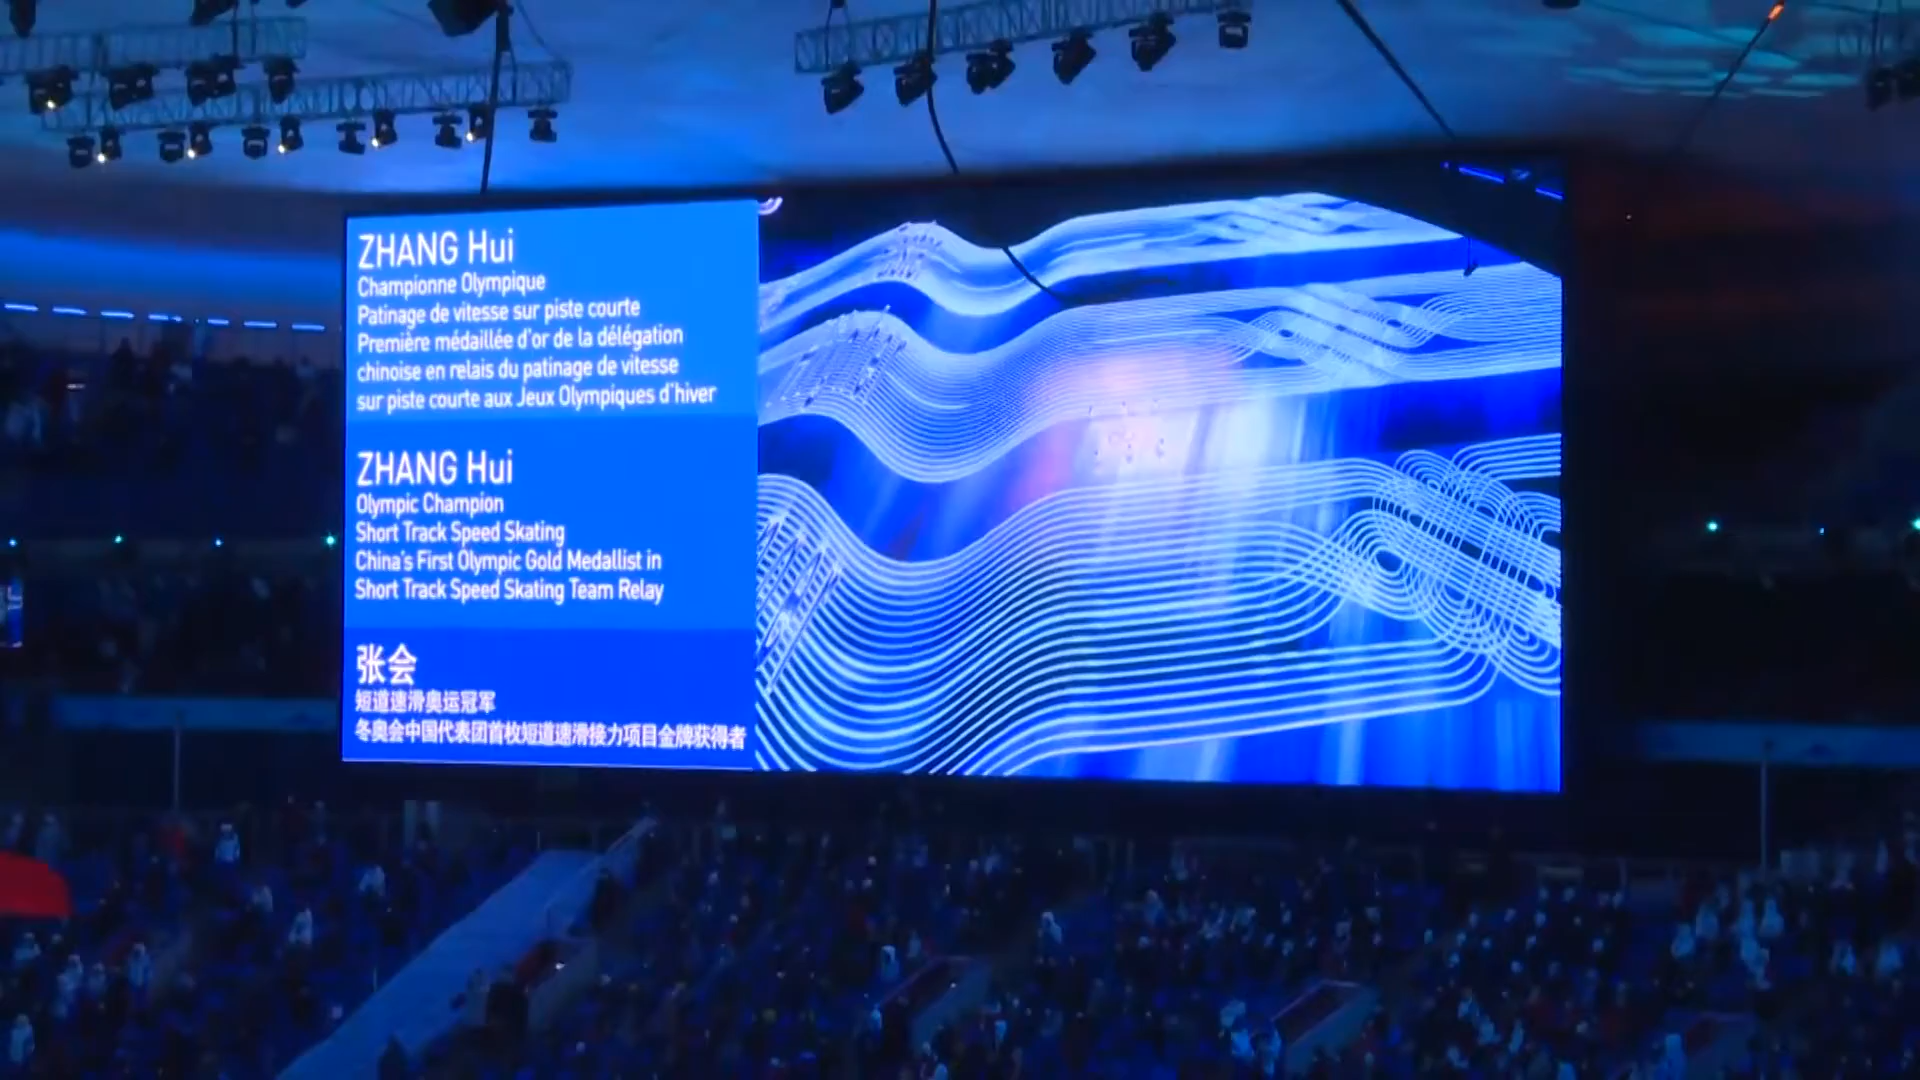 ZHANG Hui
Championne Olympique
Patinage de vitesse sur piste courte
Première médaillée d'or de la délégation
chinoise en relais du patinage de vitesse
sur piste courte aux Jeux Olympiques d'hiver
ZHANG Hui
Olympic Champion
Short Track Speed Skating
China's First Olympic Gold Medallist in
Short Track Speed Skating Team Relay
张会
短道速滑奥运冠军
冬奥会中国代表团首枚短道速滑接力项目金牌获得者